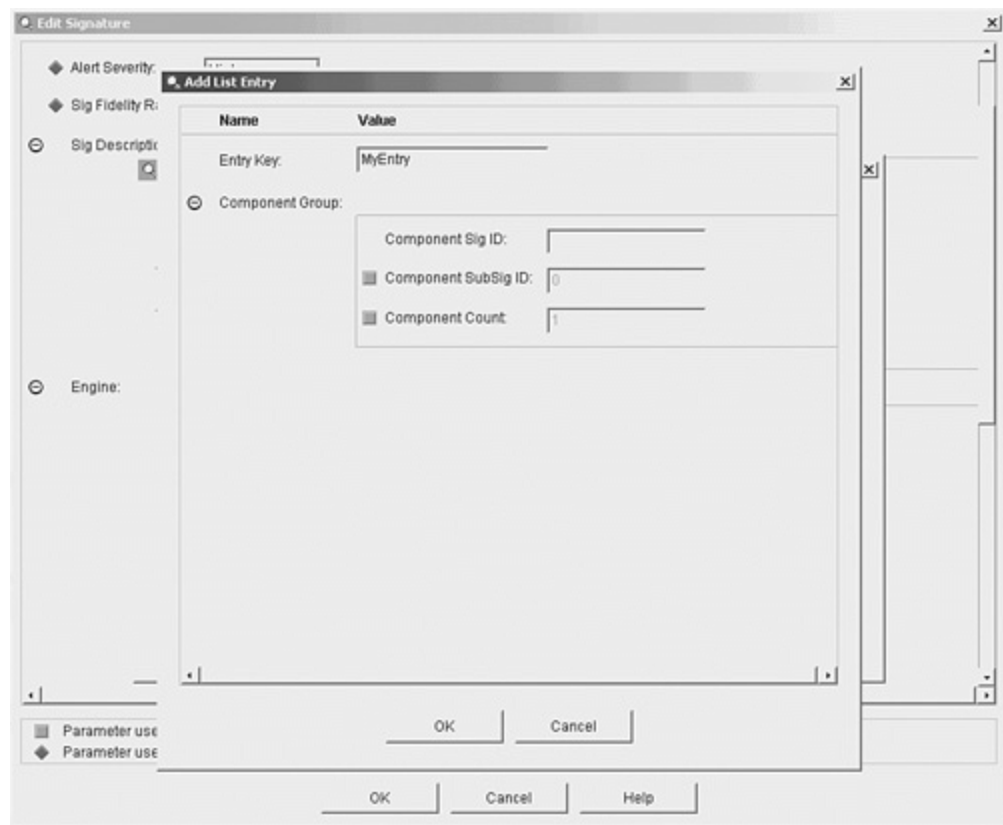 Edit Signature
Alert Severity:
Add List Entry
Sig Fidelity
Name Value
Sig
Entry Key: MyEntry
Component Group:
Component Sig ID:
Component SubSig ID: 0
Component Count: 1
Engine:
OK Cancel
Parameter use
Parameter use
OK Cancel Help